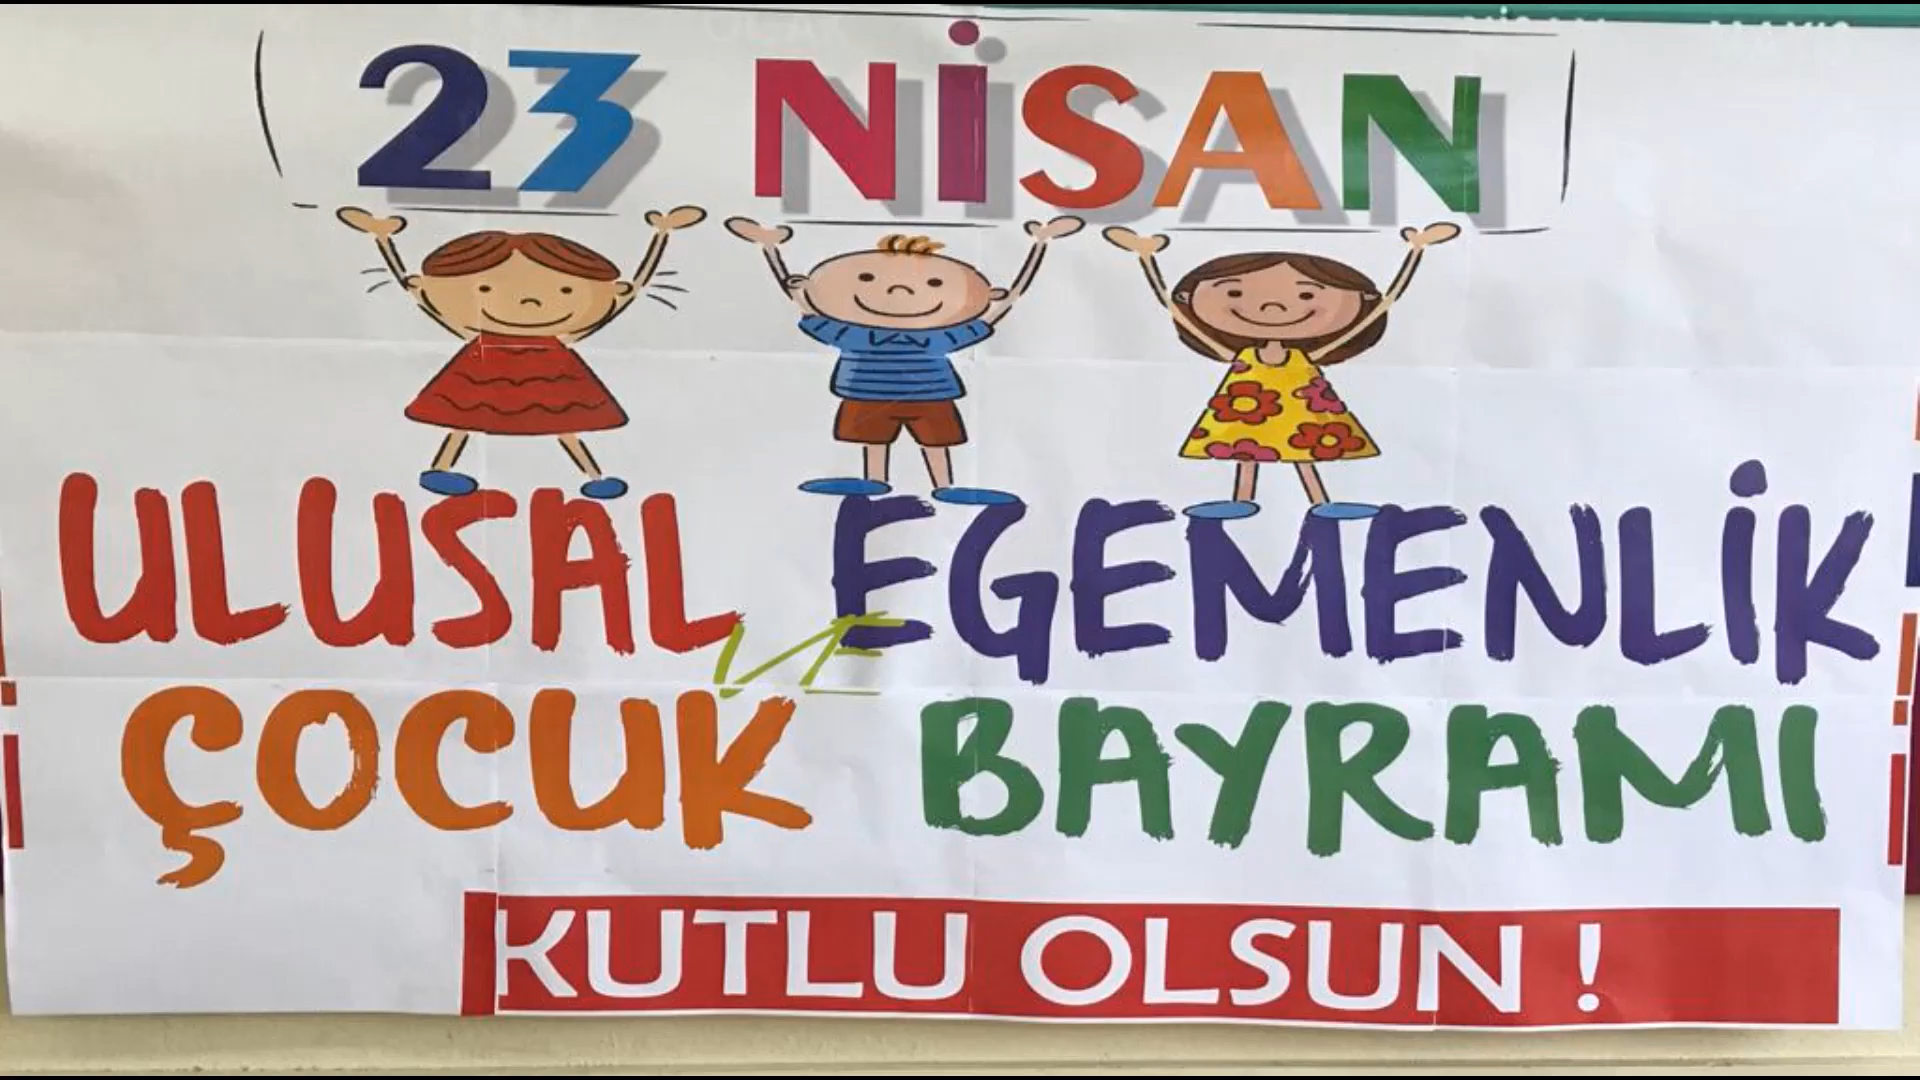 23 NİSAN
ULUSAL EGEMENLİK
VE
ÇOCUK BAYRAMI
KUTLU OLSUN !